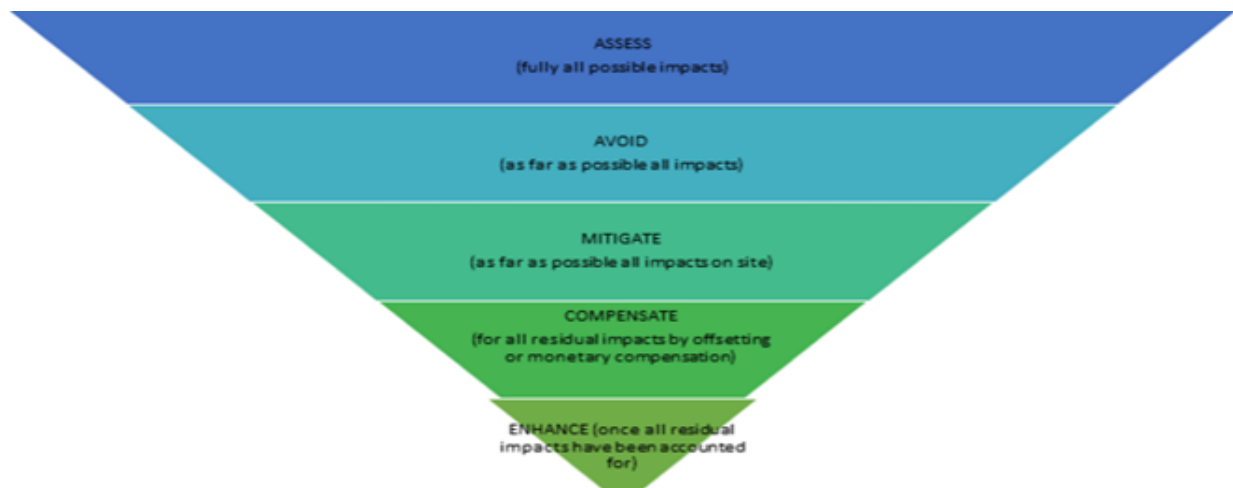 ASSESS
(fully all possible impacts)
AVOID
(as far as possible all impacts)
MITIGATE
(as far as possible all impacts on site)
COMPENSATE
(for all residual impacts by offsetting
or monetary compensation)
ENHANCE (once all residual
impacts have been accounted
for)